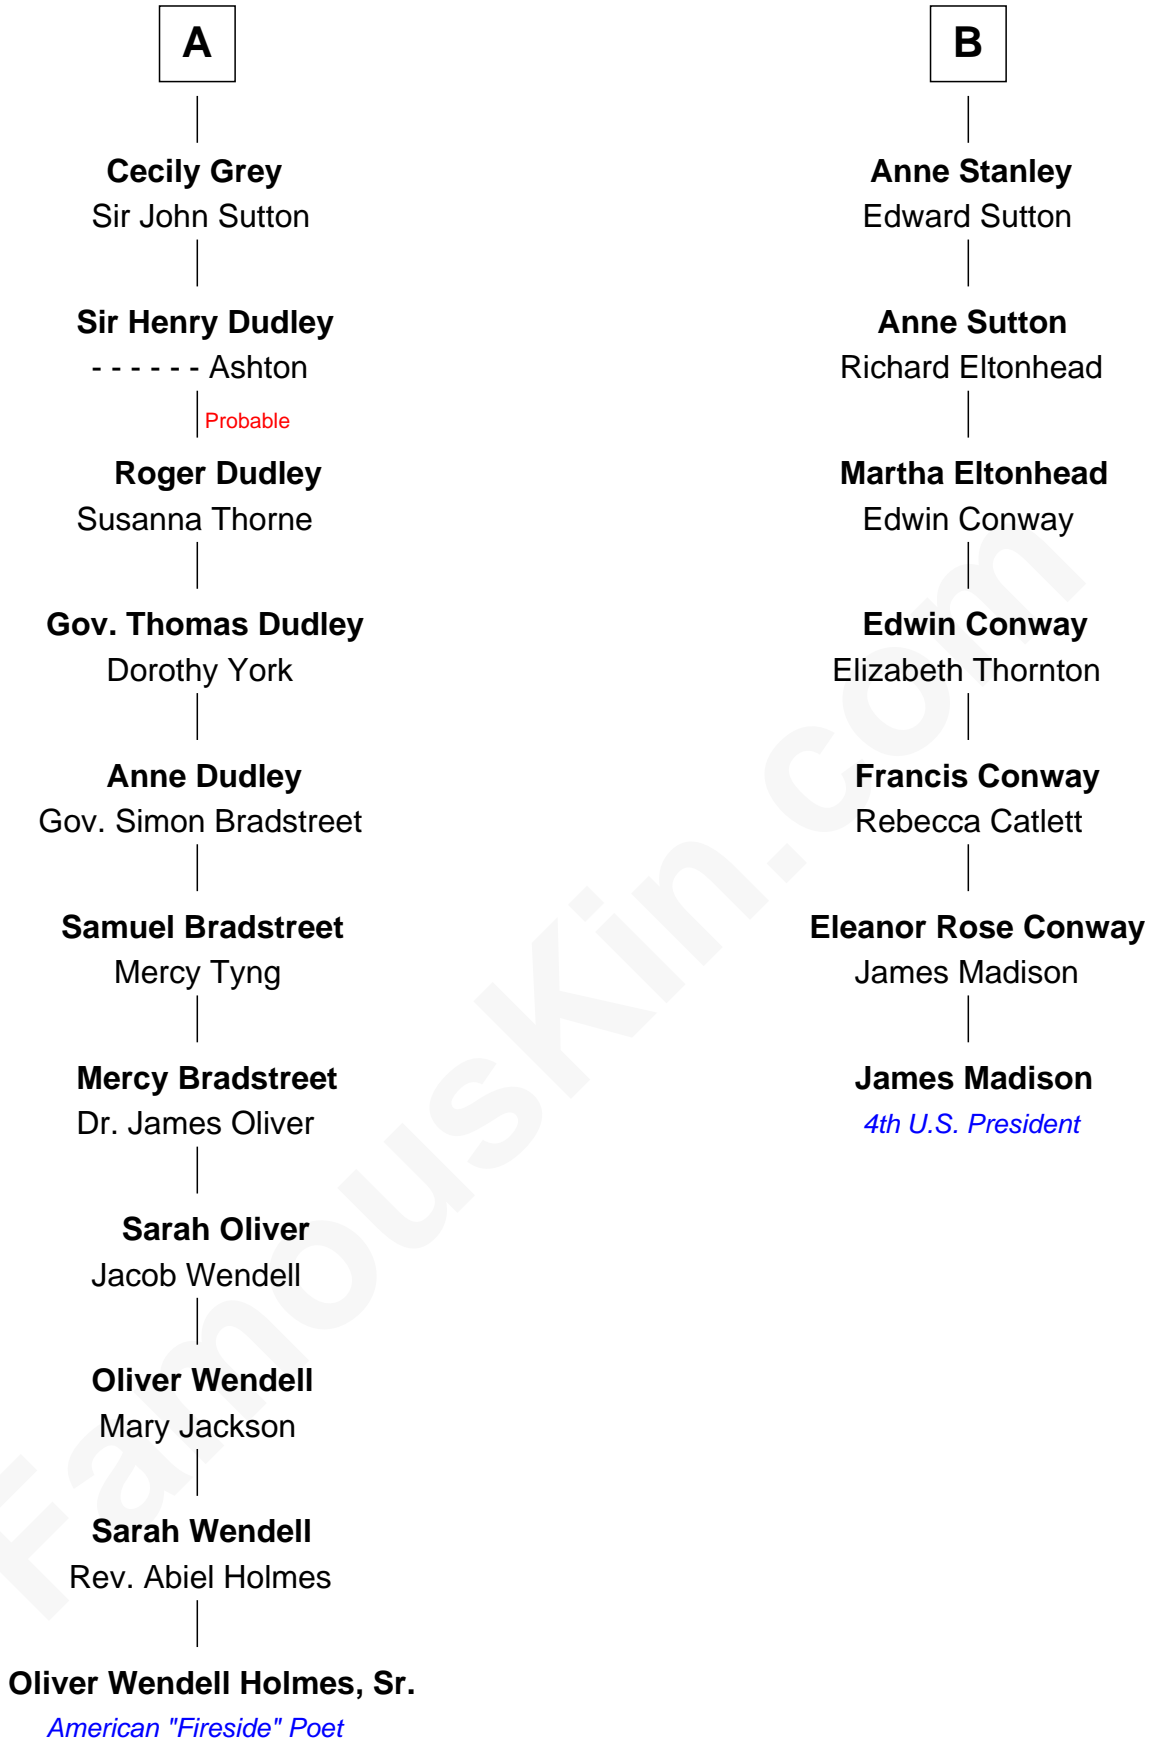 A
Cecily Grey
Sir John Sutton
Sir Henry Dudley
- - - - - - Ashton
Probable
Roger Dudley
Susanna Thorne
Gov. Thomas Dudley
Dorothy York
Anne Dudley
Gov. Simon Bradstreet
Samuel Bradstreet
Mercy Tyng
Mercy Bradstreet
Dr. James Oliver
Sarah Oliver
Jacob Wendell
Oliver Wendell
Mary Jackson
Sarah Wendell
Rev. Abiel Holmes
Oliver Wendell Holmes, Sr.
American "Fireside" Poet
B
Anne Stanley
Edward Sutton
Anne Sutton
Richard Eltonhead
Martha Eltonhead
Edwin Conway
Edwin Conway
Elizabeth Thornton
Francis Conway
Rebecca Catlett
Eleanor Rose Conway
James Madison
James Madison
4th U.S. President
FamousKin.com